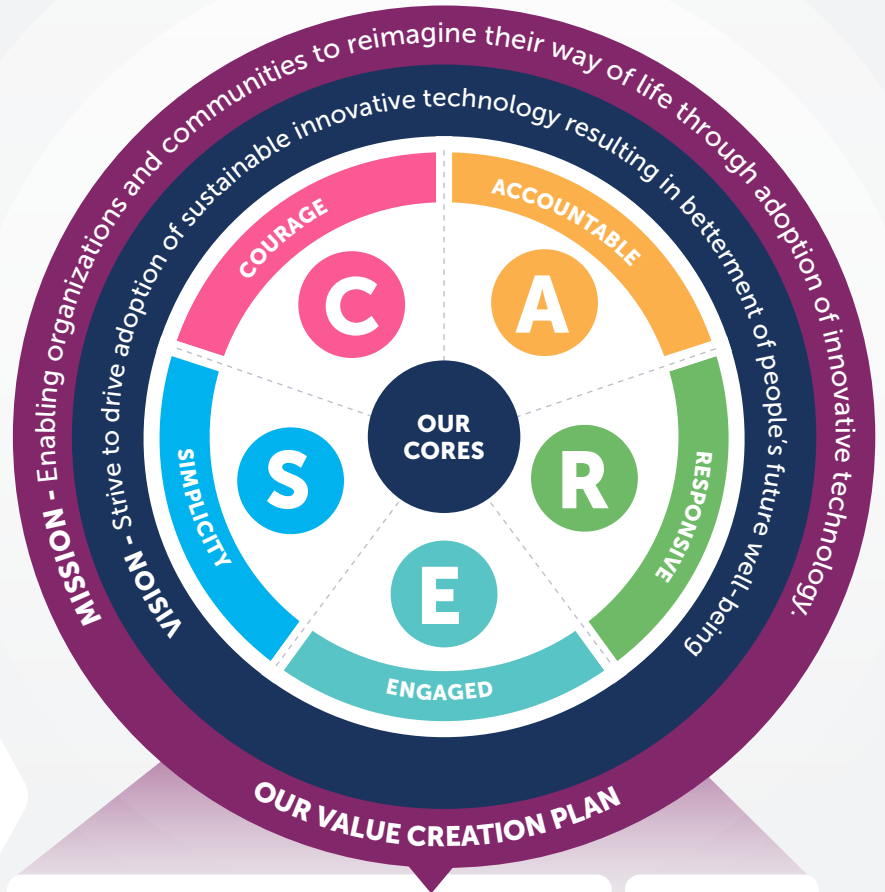 MISSION - Enabling organizations and communities to reimagine their way of life through adoption of innovative technology.
VISION - Strive to drive adoption of sustainable innovative technology resulting in betterment of people's future well-being
COURAGE
C
ACCOUNTABLE
A
RESPONSIVE
R
ENGAGED
E
SIMPLICITY
S
OUR
CORES
OUR VALUE CREATION PLAN